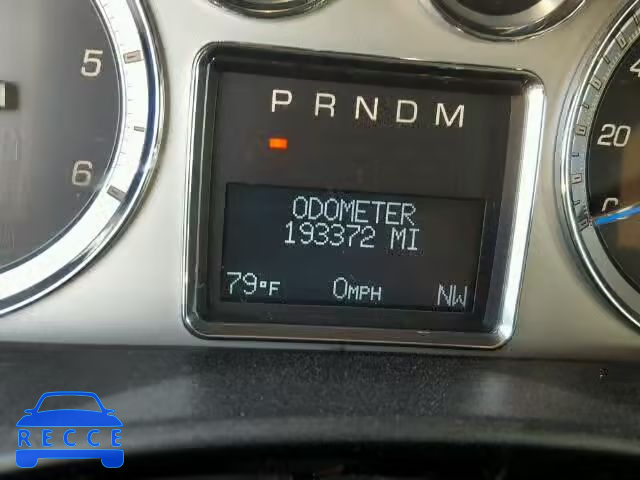 5
6
P R N D M
ODOMETER
193372 MI
79°F 0MPH NW
20
RECCE